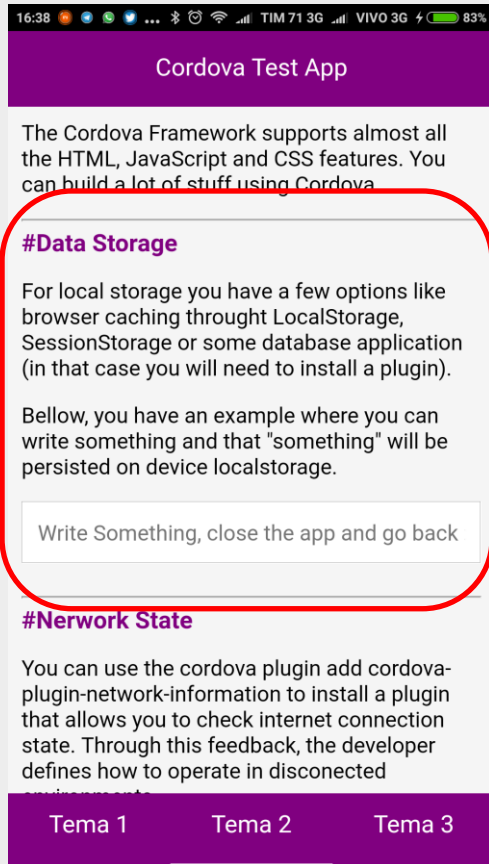 16:38 ... TIM 71 3G VIVO 3G 83%
Cordova Test App
The Cordova Framework supports almost all
the HTML, JavaScript and CSS features. You
can build a lot of stuff using Cordova
#Data Storage
For local storage you have a few options like
browser caching throught LocalStorage,
SessionStorage or some database application
(in that case you will need to install a plugin).
Bellow, you have an example where you can
write something and that "something" will be
persisted on device localstorage.
Write Something, close the app and go back
#Nerwork State
You can use the cordova plugin add cordova-
plugin-network-information to install a plugin
that allows you to check internet connection
state. Through this feedback, the developer
defines how to operate in disconected
Tema 1 Tema 2 Tema 3